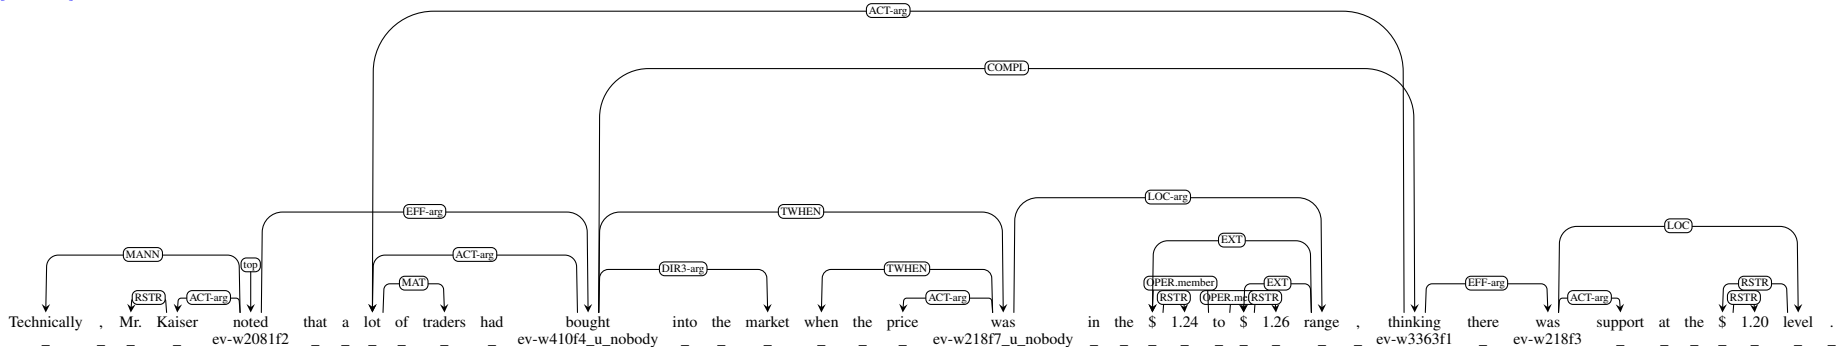 ACT-arg
COMPL
LOC-arg
EFF-arg TWHEN
LOC
EXT
MANN top ACT-arg DIR3-arg TWHEN
MAT OPER.member EXT EFF-arg RSTR
RSTR ACT-arg ACT-arg RSTR OPER.me RSTR ACT-arg RSTR
Technically , Mr. Kaiser noted that a lot of traders had bought into the market when the price was in the $ 1.24 to $ 1.26 range , thinking there was support at the $ 1.20 level .
_ _ _ _ ev-w2081f2 _ _ _ _ _ _ ev-w410f4_u_nobody _ _ _ _ _ _ ev-w218f7_u_nobody _ _ _ _ _ _ _ _ _ ev-w3363f1 _ ev-w218f3 _ _ _ _ _ _ _